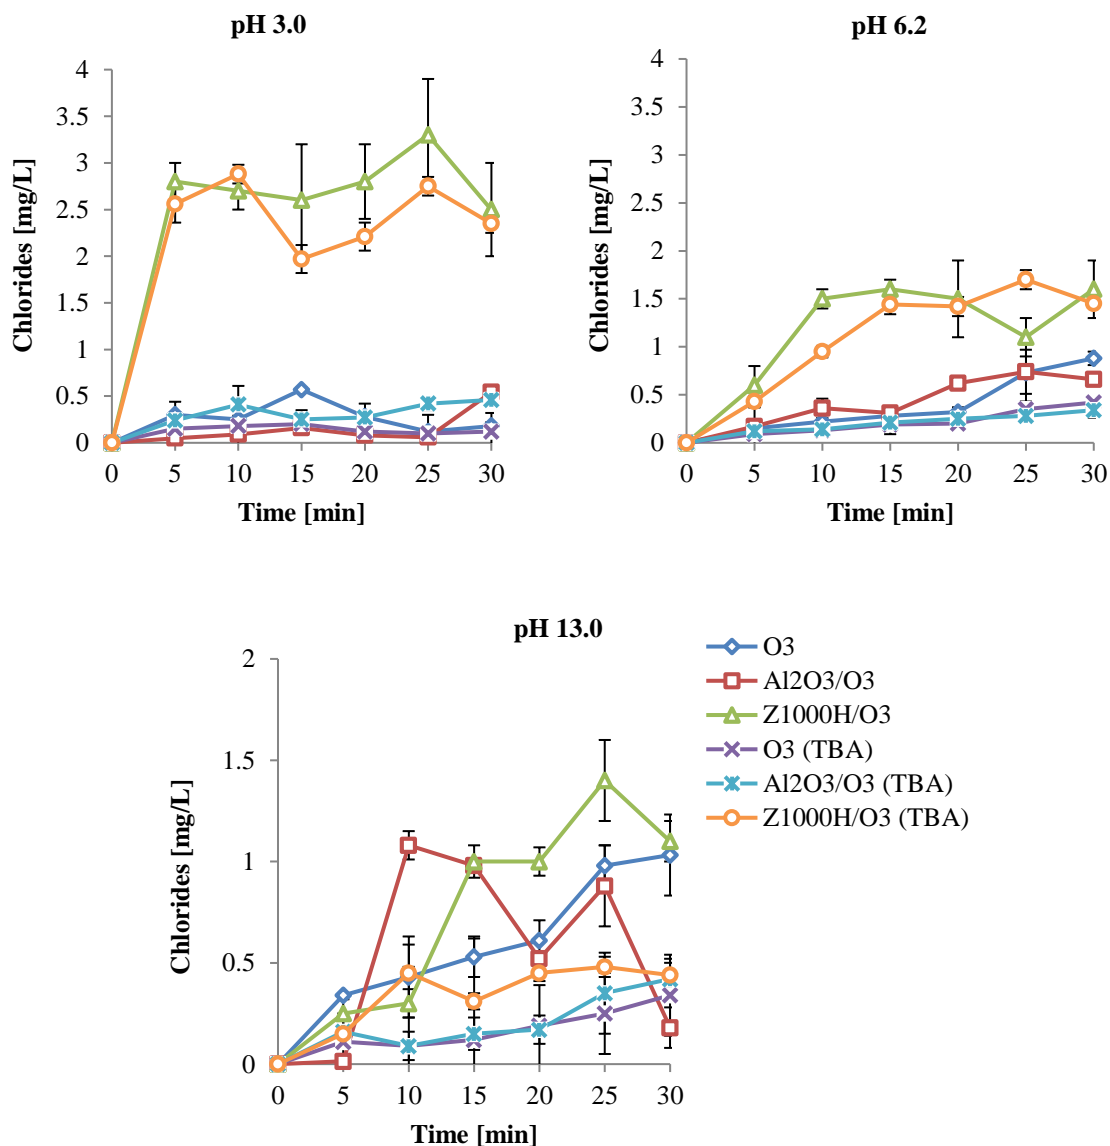 pH 3.0
4
3.5
3
2.5
2
1.5
1
0.5
0
Chlorides [mg/L]
0 5 10 15 20 25 30
Time [min]
pH 6.2
4
3.5
3
2.5
2
1.5
1
0.5
0
Chlorides [mg/L]
0 5 10 15 20 25 30
Time [min]
pH 13.0
2
1.5
1
0.5
0
Chlorides [mg/L]
0 5 10 15 20 25 30
Time [min]
O3
Al2O3/O3
Z1000H/O3
O3 (TBA)
Al2O3/O3 (TBA)
Z1000H/O3 (TBA)